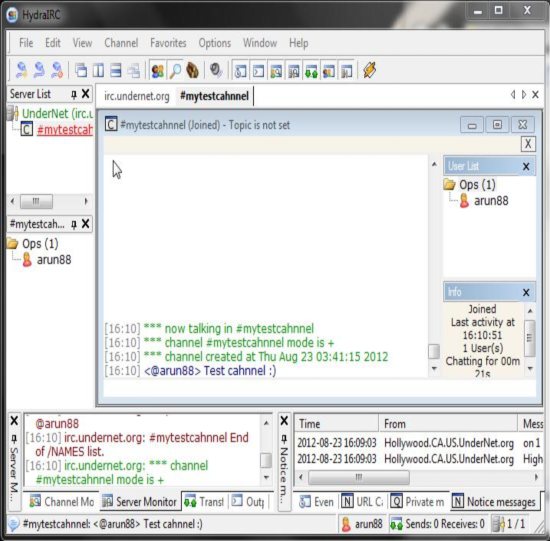 HydraIRC
File Edit View Channel Favorites Options Window Help
Server List
UnderNet (irc.u
#mytestcah
irc.undernet.org #mytestcahnnel
#mytestcahnnel (Joined) - Topic is not set
#mytestcah...
Ops (1)
arun88
User List
Ops (1)
arun88
Info
Joined
Last activity at
16:10:51
1 User(s)
Chatting for 00m
21s
[16:10] *** now talking in #mytestcahnnel
[16:10] *** channel #mytestcahnnel mode is +
[16:10] *** channel created at Thu Aug 23 03:41:15 2012
[16:10] <@arun88> Test cahnnel :)
Server M...
@arun88
[16:10] irc.undernet.org: #mytestcahnnel End
of /NAMES list.
[16:10] irc.undernet.org: *** channel
#mytestcahnnel mode is +
Channel Mo Server Monitor Transf Outp
Notice m...
Time From Mess
2012-08-23 16:09:03 Hollywood.CA.US.UnderNet.org on 1
2012-08-23 16:09:03 Hollywood.CA.US.UnderNet.org High
Even URL Ca Private m Notice messages
#mytestcahnnel: <@arun88> Test cahnnel :) arun88 Sends: 0 Receives: 0 1 / 1